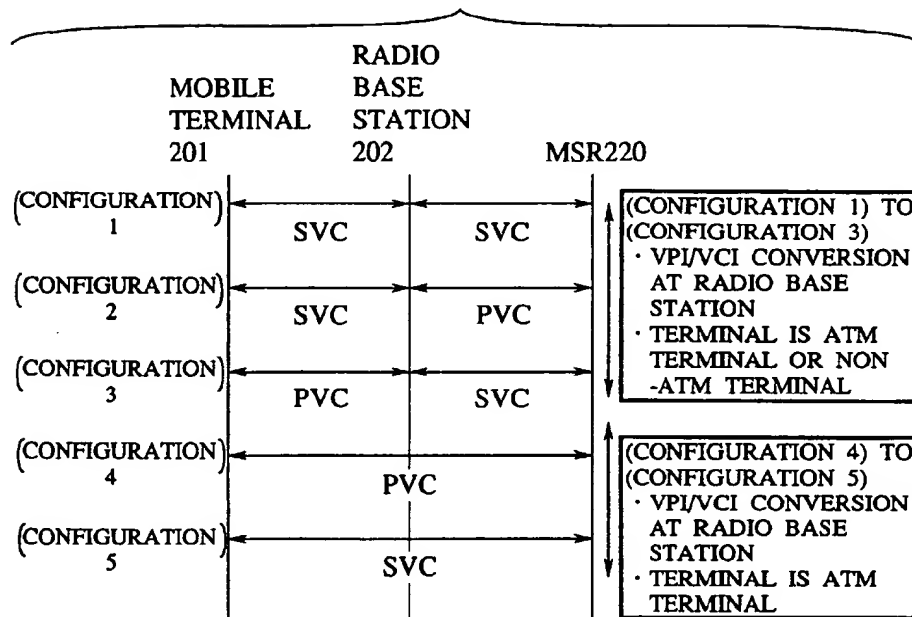 MOBILE
TERMINAL
201
RADIO
BASE
STATION
202
MSR220
(CONFIGURATION)
1
SVC
SVC
(CONFIGURATION)
2
SVC
PVC
(CONFIGURATION)
3
PVC
SVC
(CONFIGURATION)
4
PVC
(CONFIGURATION)
5
SVC
(CONFIGURATION 1) TO
(CONFIGURATION 3)
· VPI/VCI CONVERSION
AT RADIO BASE
STATION
· TERMINAL IS ATM
TERMINAL OR NON
-ATM TERMINAL
(CONFIGURATION 4) TO
(CONFIGURATION 5)
· VPI/VCI CONVERSION
AT RADIO BASE
STATION
· TERMINAL IS ATM
TERMINAL